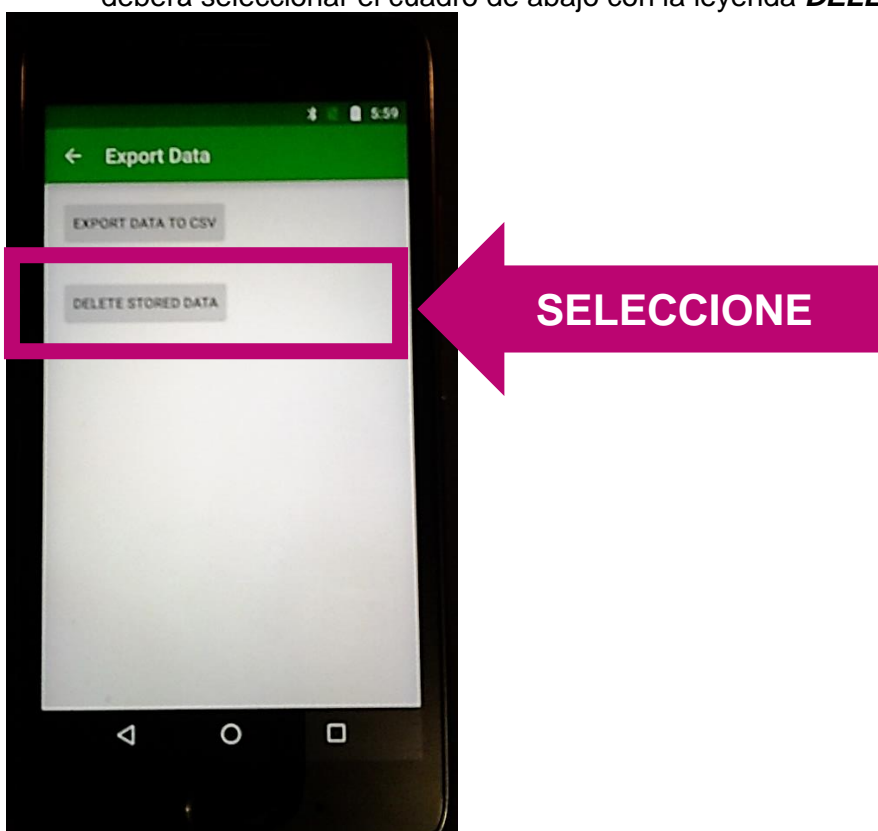 deberá seleccionar el cuadro de abajo con la leyenda
5:59
Export Data
EXPORT DATA TO CSV
DELETE STORED DATA
SELECCIONE